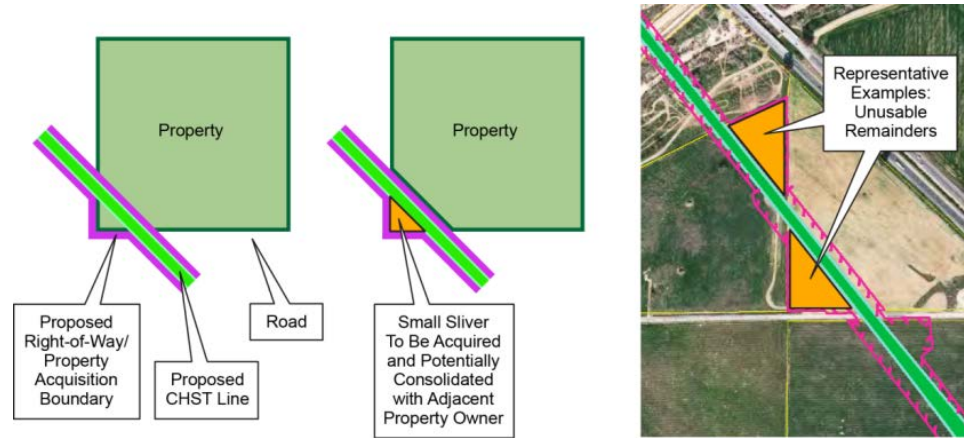 Property
Property
Proposed
Right-of-Way/
Property
Acquisition
Boundary
Proposed
CHST Line
Road
Small Sliver
To Be Acquired
and Potentially
Consolidated
with Adjacent
Property Owner
Representative
Examples:
Unusable
Remainders